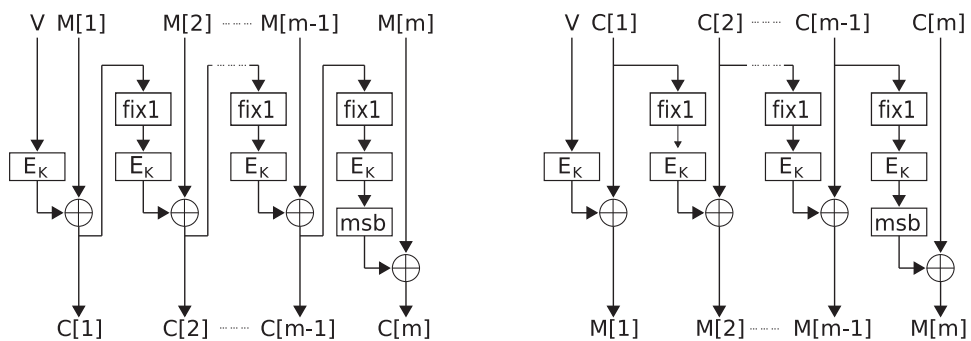 V M[1] M[2] ········ M[m-1] M[m]
fix1 fix1 fix1
E_K E_K E_K E_K
msb
C[1] C[2] ········ C[m-1] C[m]
V C[1] C[2] ········ C[m-1] C[m]
fix1 fix1 fix1
E_K E_K E_K E_K
msb
M[1] M[2] ········ M[m-1] M[m]